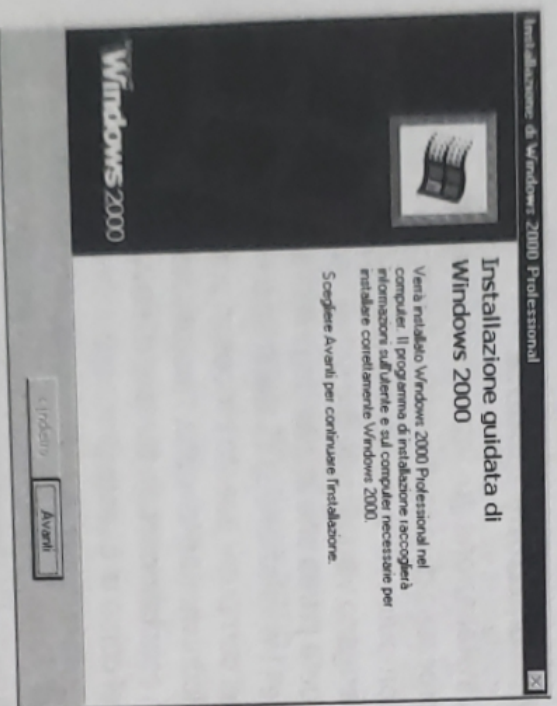 Installazione di Windows 2000 Professional
Installazione guidata di
Windows 2000
Verrà installato Windows 2000 Professional nel
computer. Il programma di installazione raccoglierà
informazioni sull'utente e sul computer necessarie per
installare correttamente Windows 2000.
Scegliere Avanti per continuare l'installazione.
Windows 2000
< Indietro
Avanti